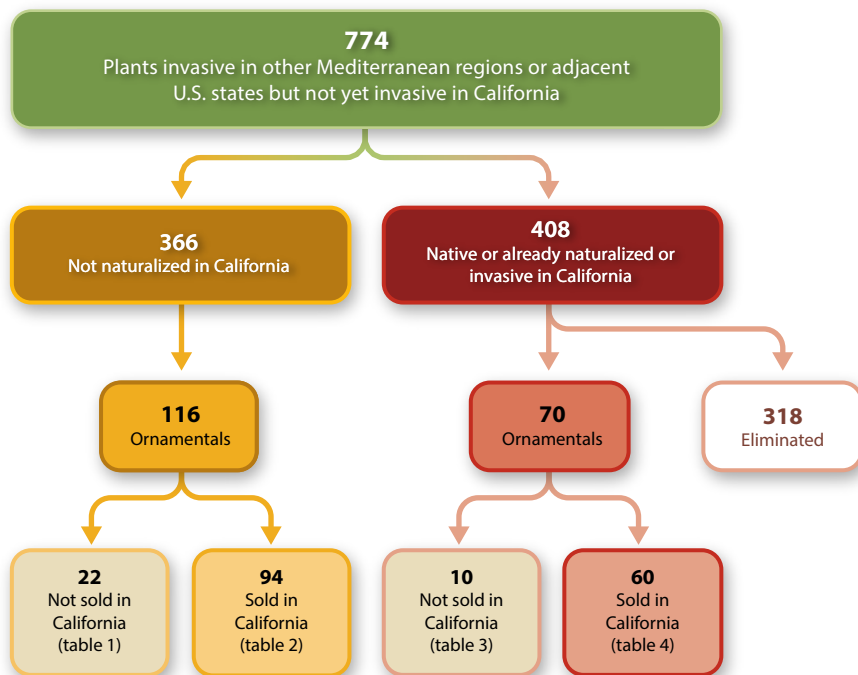 774
Plants invasive in other Mediterranean regions or adjacent
U.S. states but not yet invasive in California
366
Not naturalized in California
408
Native or already naturalized or
invasive in California
116
Ornamentals
70
Ornamentals
318
Eliminated
22
Not sold in
California
(table 1)
94
Sold in
California
(table 2)
10
Not sold in
California
(table 3)
60
Sold in
California
(table 4)